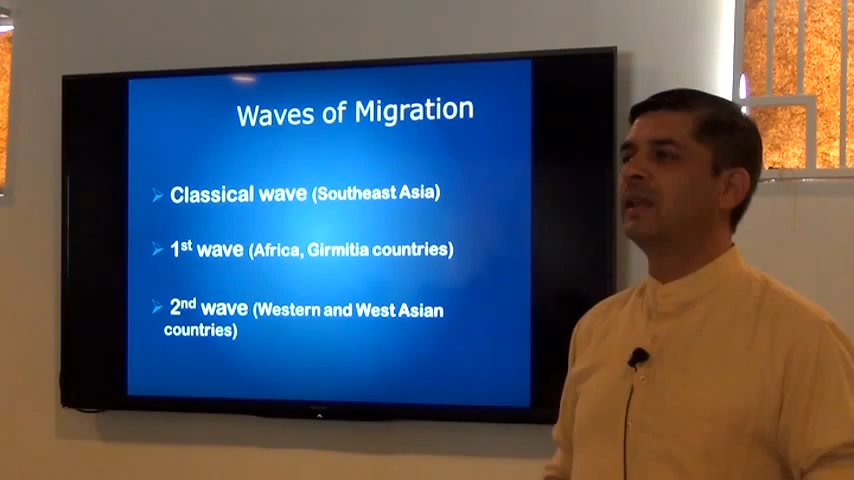 Waves of Migration
Classical wave (Southeast Asia)
1st wave (Africa, Girmitia countries)
2nd wave (Western and West Asian
countries)